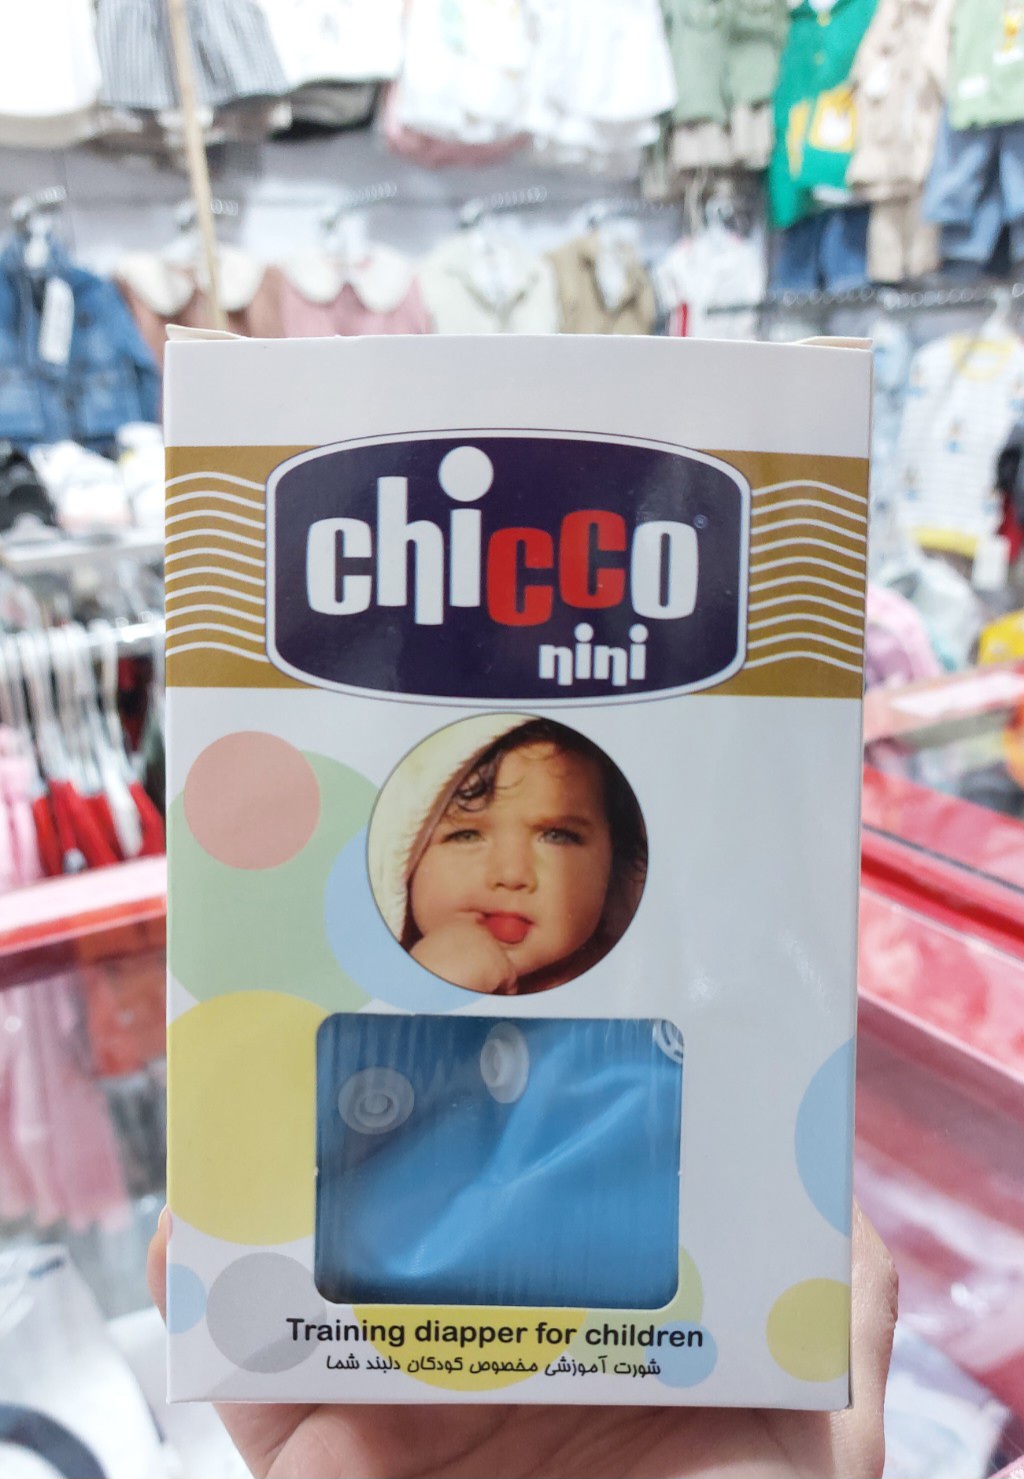 chicco®
nini
Training diapper for children
شورت آموزشی مخصوص کودکان دلبند شما